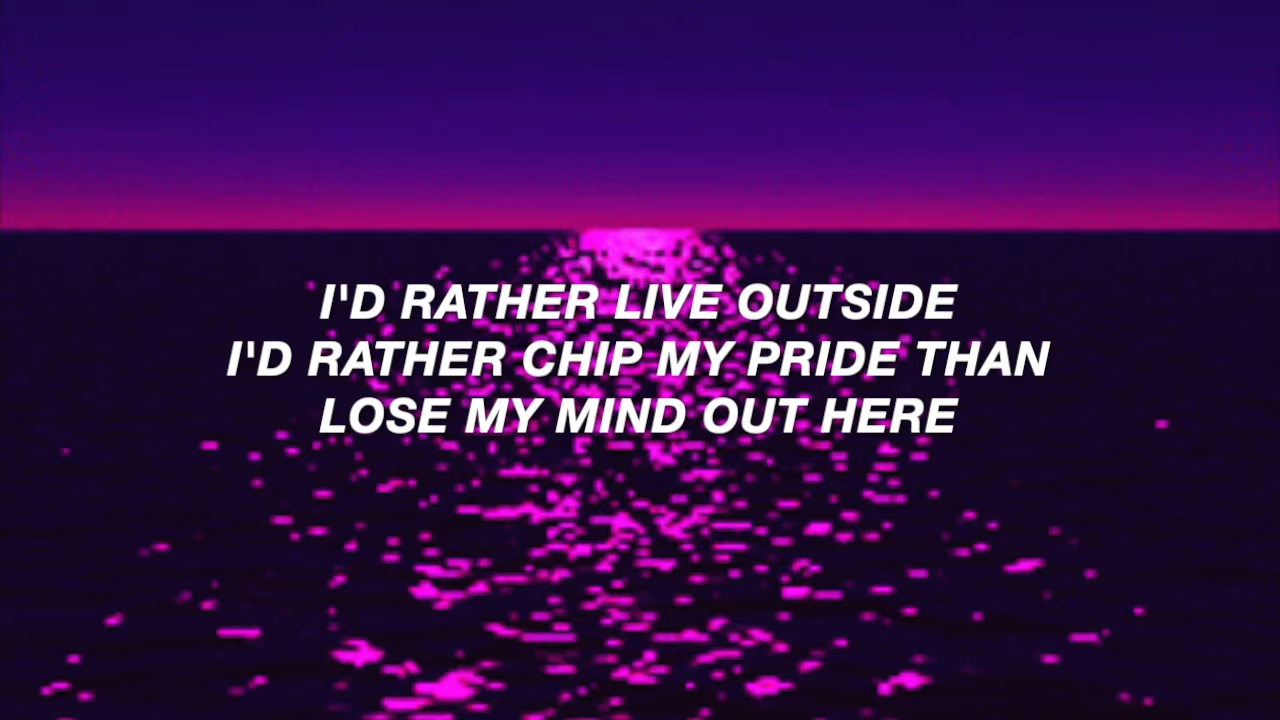 I'D RATHER LIVE OUTSIDE
I'D RATHER CHIP MY PRIDE THAN
LOSE MY MIND OUT HERE